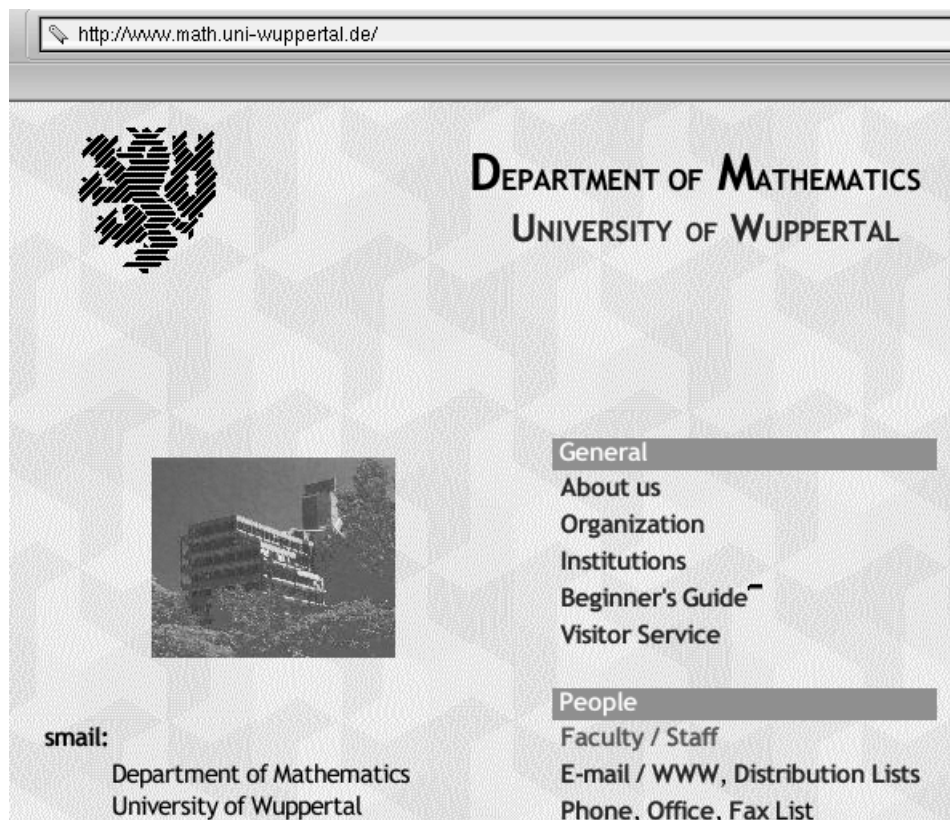 http://www.math.uni-wuppertal.de/
DEPARTMENT OF MATHEMATICS
UNIVERSITY OF WUPPERTAL
General
About us
Organization
Institutions
Beginner's Guide
Visitor Service
People
Faculty / Staff
E-mail / WWW, Distribution Lists
Phone, Office, Fax List
smail:
Department of Mathematics
University of Wuppertal